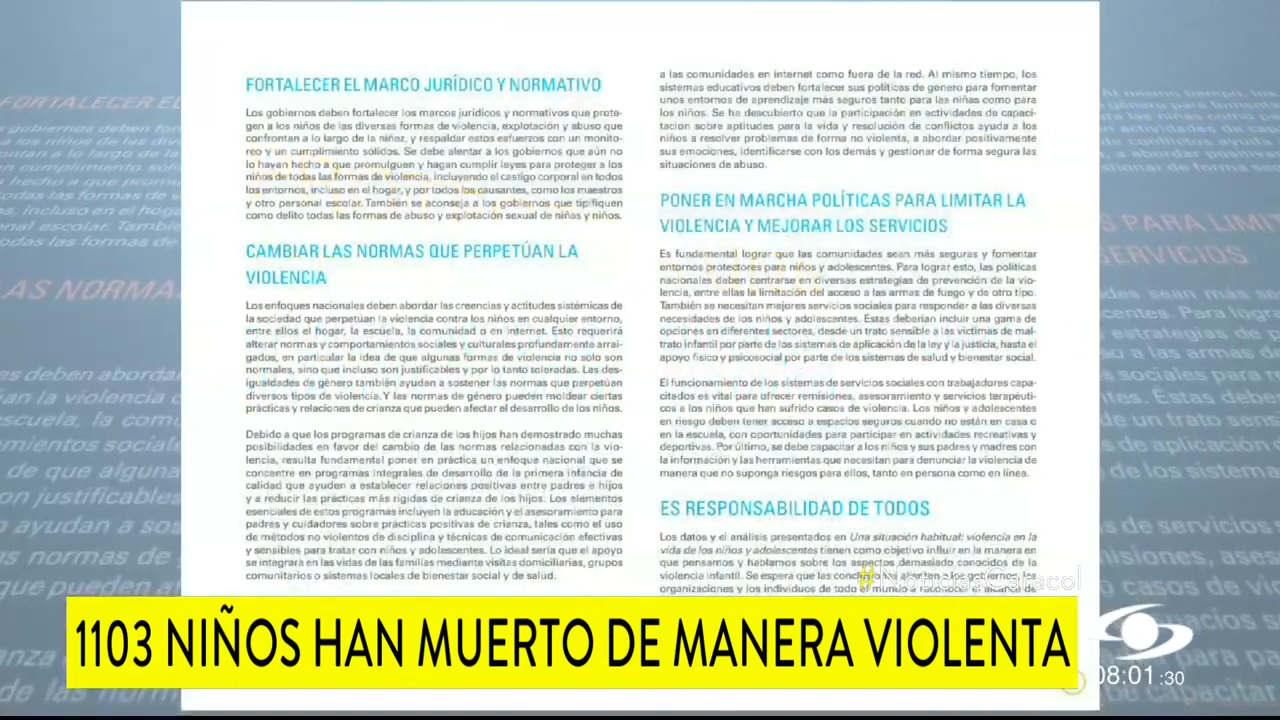 FORTALECER EL MARCO JURÍDICO Y NORMATIVO
Los gobiernos deben fortalecer los marcos jurídicos y normativos que prote-
gen a los niños de las diversas formas de violencia, explotación y abuso que
confrontan a lo largo de la niñez, y respaldar estos esfuerzos con un monito-
reo y un cumplimiento sólidos. Se debe alentar a los gobiernos que aún no
lo hayan hecho a que promulguen y hagan cumplir leyes para proteger a los
niños de todas las formas de violencia, incluyendo el castigo corporal en todos
los entornos, incluso en el hogar, y por todos los causantes, como los maestros
y otro personal escolar. También se aconseja a los gobiernos que tipifiquen
como delito todas las formas de abuso y explotación sexual de niñas y niños.
CAMBIAR LAS NORMAS QUE PERPETÚAN LA
VIOLENCIA
Los enfoques nacionales deben abordar las creencias y actitudes sistémicas de
la sociedad que perpetúan la violencia contra los niños en cualquier entorno,
entre ellos el hogar, la escuela, la comunidad o en internet. Esto requerirá
alterar normas y comportamientos sociales y culturales profundamente arrai-
gados, en particular la idea de que algunas formas de violencia no solo son
normales, sino que incluso son justificables y por lo tanto toleradas. Las des-
igualdades de género también ayudan a sostener las normas que perpetúan
diversos tipos de violencia. Y las normas de género pueden moldear ciertas
prácticas y relaciones de crianza que pueden afectar el desarrollo de los niños.
Debido a que los programas de crianza de los hijos han demostrado muchas
posibilidades en favor del cambio de las normas relacionadas con la vio-
lencia, resulta fundamental poner en práctica un enfoque nacional que se
concentre en programas integrales de desarrollo de la primera infancia de
calidad que ayuden a establecer relaciones positivas entre padres e hijos
y a reducir las prácticas más rígidas de crianza de los hijos. Los elementos
esenciales de estos programas incluyen la educación y el asesoramiento para
padres y cuidadores sobre prácticas positivas de crianza, tales como el uso
de métodos no violentos de disciplina y técnicas de comunicación efectivas
y sensibles para tratar con niños y adolescentes. Lo ideal sería que el apoyo
se integrara en las vidas de las familias mediante visitas domiciliarias, grupos
comunitarios o sistemas locales de bienestar social y de salud.
a las comunidades en internet como fuera de la red. Al mismo tiempo, los
sistemas educativos deben fortalecer sus políticas de género para fomentar
unos entornos de aprendizaje más seguros tanto para las niñas como para
los niños. Se ha descubierto que la participación en actividades de capaci-
tación sobre aptitudes para la vida y resolución de conflictos ayuda a los
niños a resolver problemas de forma no violenta, a abordar positivamente
sus emociones, identificarse con los demás y gestionar de forma segura las
situaciones de abuso.
PONER EN MARCHA POLÍTICAS PARA LIMITAR LA
VIOLENCIA Y MEJORAR LOS SERVICIOS
Es fundamental lograr que las comunidades sean más seguras y fomentar
entornos protectores para niños y adolescentes. Para lograr esto, las políticas
nacionales deben centrarse en diversas estrategias de prevención de la vio-
lencia, entre ellas la limitación del acceso a las armas de fuego y de otro tipo.
También se necesitan mejores servicios sociales para responder a las diversas
necesidades de los niños y adolescentes. Éstas deberían incluir una gama de
opciones en diferentes sectores, desde un trato sensible a las víctimas de mal-
trato infantil por parte de los sistemas de aplicación de la ley y la justicia, hasta el
apoyo físico y psicosocial por parte de los sistemas de salud y bienestar social.
El funcionamiento de los sistemas de servicios sociales con trabajadores capa-
citados es vital para ofrecer remisiones, asesoramiento y servicios terapéuti-
cos a los niños que han sufrido casos de violencia. Los niños y adolescentes
en riesgo deben tener acceso a espacios seguros cuando no están en casa o
en la escuela, con oportunidades para participar en actividades recreativas y
deportivas. Por último, se debe capacitar a los niños y sus padres y madres con
la información y las herramientas que necesitan para denunciar la violencia de
manera que no suponga riesgos para ellos, tanto en persona como en línea.
ES RESPONSABILIDAD DE TODOS
Los datos y el análisis presentados en Una situación habitual: violencia en la
vida de los niños y adolescentes tienen como objetivo influir en la manera en
que pensamos y hablamos sobre los aspectos demasiado conocidos de la
violencia infantil. Se espera que las conclusiones alienten a los gobiernos, las
organizaciones y los individuos de todo el mundo a reconocer el alcance de
#NoticiasCaracol
1103 NIÑOS HAN MUERTO DE MANERA VIOLENTA
08:01:30